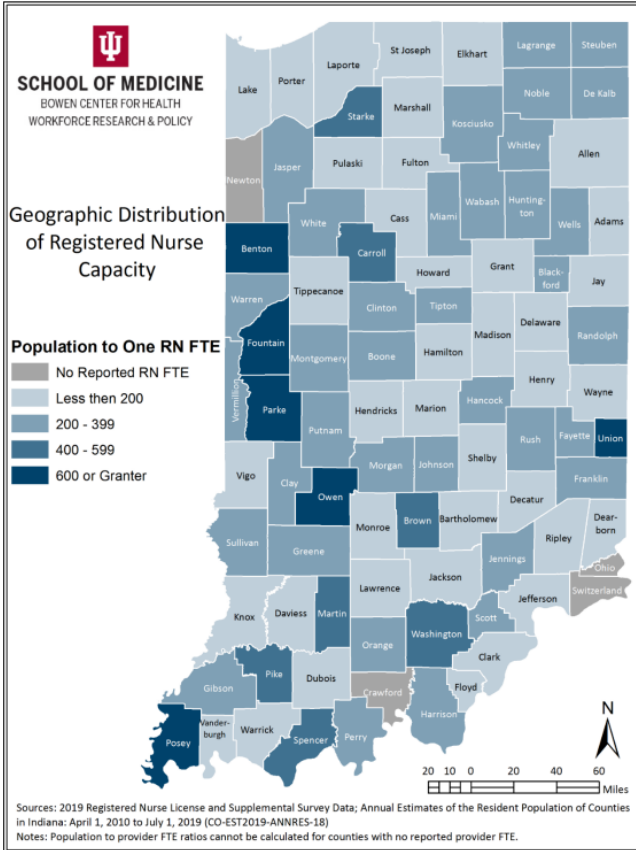 SCHOOL OF MEDICINE
BOWEN CENTER FOR HEALTH
WORKFORCE RESEARCH & POLICY
Geographic Distribution
of Registered Nurse
Capacity
Population to One RN FTE
No Reported RN FTE
Less then 200
200 - 399
400 - 599
600 or Granter
Lake
Porter
Laporte
St Joseph
Elkhart
Lagrange
Steuben
Noble
De Kalb
Starke
Marshall
Kosciusko
Whitley
Allen
Newton
Jasper
Pulaski
Fulton
White
Cass
Miami
Wabash
Hunting-
ton
Wells
Adams
Benton
Carroll
Howard
Grant
Black-
ford
Jay
Warren
Tippecanoe
Clinton
Tipton
Madison
Delaware
Randolph
Fountain
Montgomery
Boone
Hamilton
Henry
Wayne
Vermillion
Parke
Putnam
Hendricks
Marion
Hancock
Rush
Fayette
Union
Vigo
Clay
Owen
Morgan
Johnson
Shelby
Franklin
Decatur
Sullivan
Greene
Monroe
Brown
Bartholomew
Jennings
Ripley
Dear-
born
Ohio
Switzerland
Knox
Daviess
Martin
Lawrence
Jackson
Jefferson
Scott
Orange
Washington
Clark
Gibson
Pike
Dubois
Crawford
Floyd
Harrison
Posey
Vander-
burgh
Warrick
Spencer
Perry
N
20 10 0 20 40 60
Miles
Sources: 2019 Registered Nurse License and Supplemental Survey Data; Annual Estimates of the Resident Population of Counties
in Indiana: April 1, 2010 to July 1, 2019 (CO-EST2019-ANNRES-18)
Notes: Population to provider FTE ratios cannot be calculated for counties with no reported provider FTE.